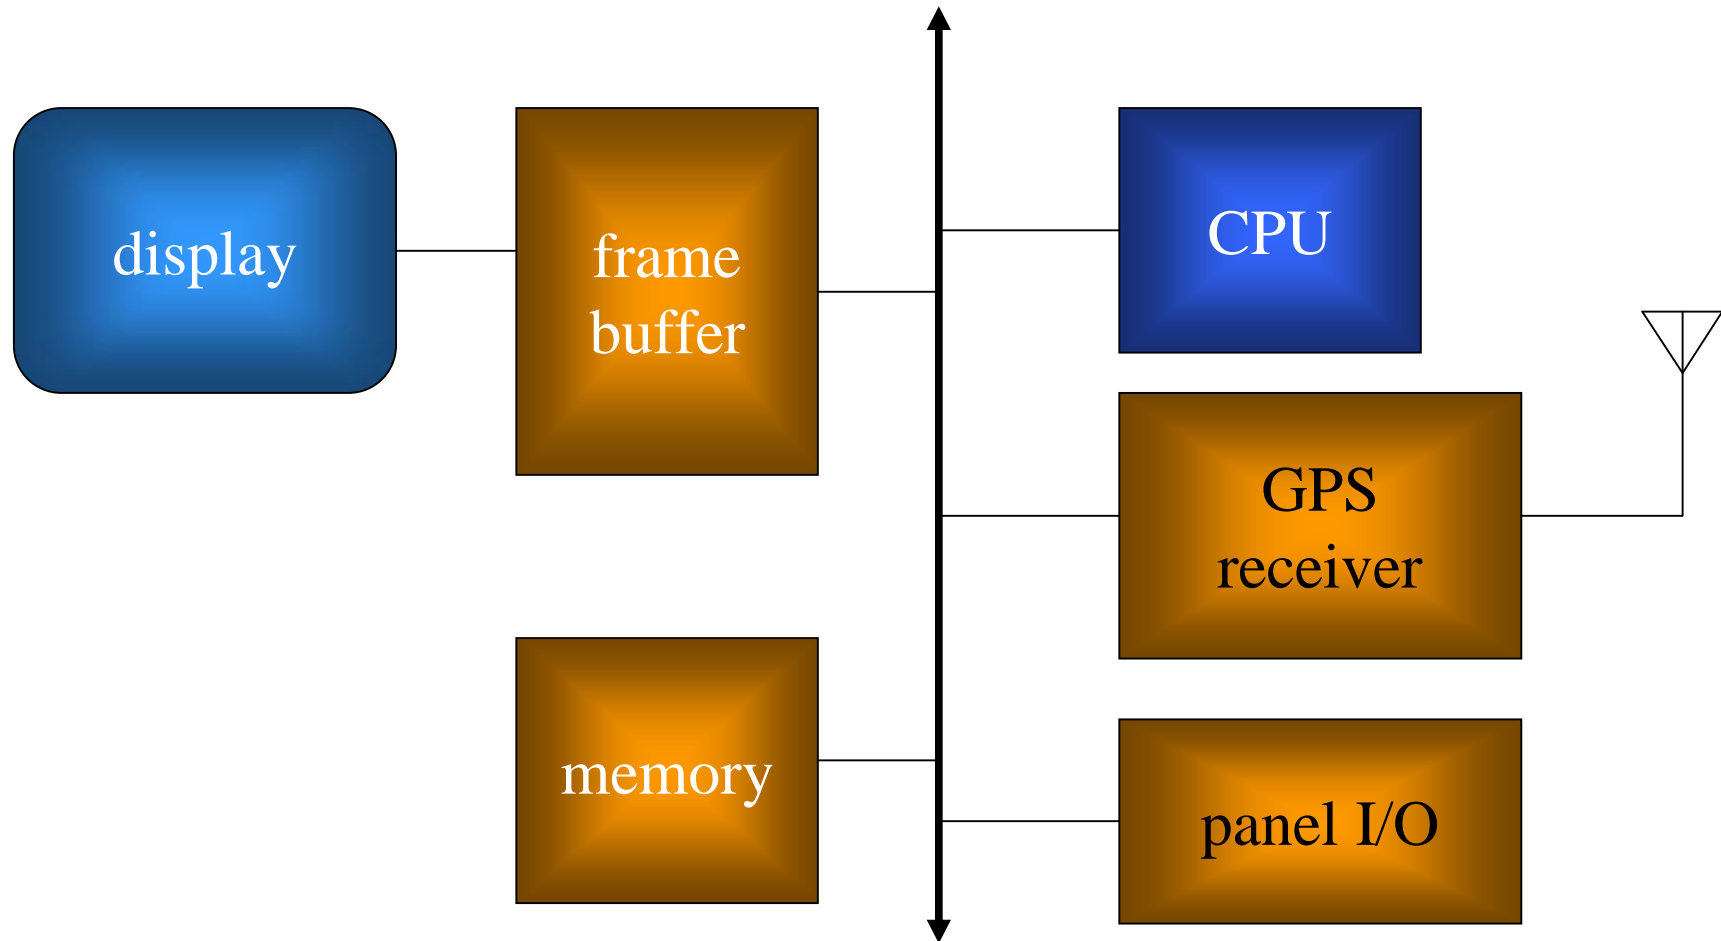 display
frame
buffer
CPU
GPS
receiver
memory
panel I/O